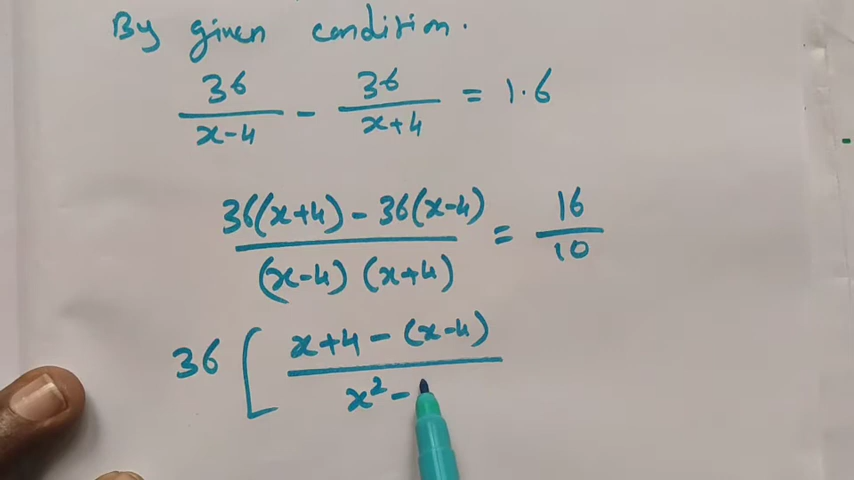 By given condition.
36/(x-4) - 36/(x+4) = 1.6
(36(x+4) - 36(x-4))/((x-4) (x+4)) = 16/10
36 [ (x+4 - (x-4))/(x² -